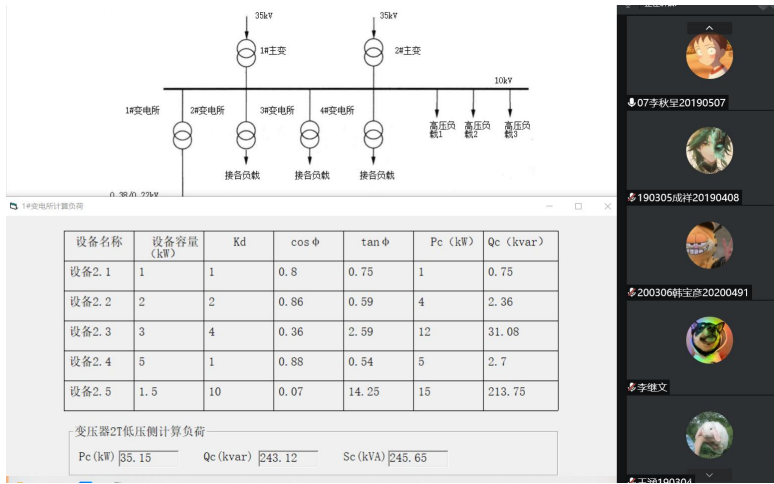 35kV
35kV
1#主变
2#主变
10kV
1#变电所
2#变电所
3#变电所
4#变电所
高压负载1
高压负载2
高压负载3
接各负载
接各负载
接各负载
1#变电所计算负荷
设备名称 设备容量(kW) Kd cosΦ tanΦ Pc (kW) Qc (kvar)
设备2.1 1 1 0.8 0.75 1 0.75
设备2.2 2 2 0.86 0.59 4 2.36
设备2.3 3 4 0.36 2.59 12 31.08
设备2.4 5 1 0.88 0.54 5 2.7
设备2.5 1.5 10 0.07 14.25 15 213.75
变压器2T低压侧计算负荷
Pc(kW) 35.15 Qc(kvar) 243.12 Sc(kVA) 245.65
07李秋呈20190507
190305成祥20190408
200306韩宝彦20200491
李继文